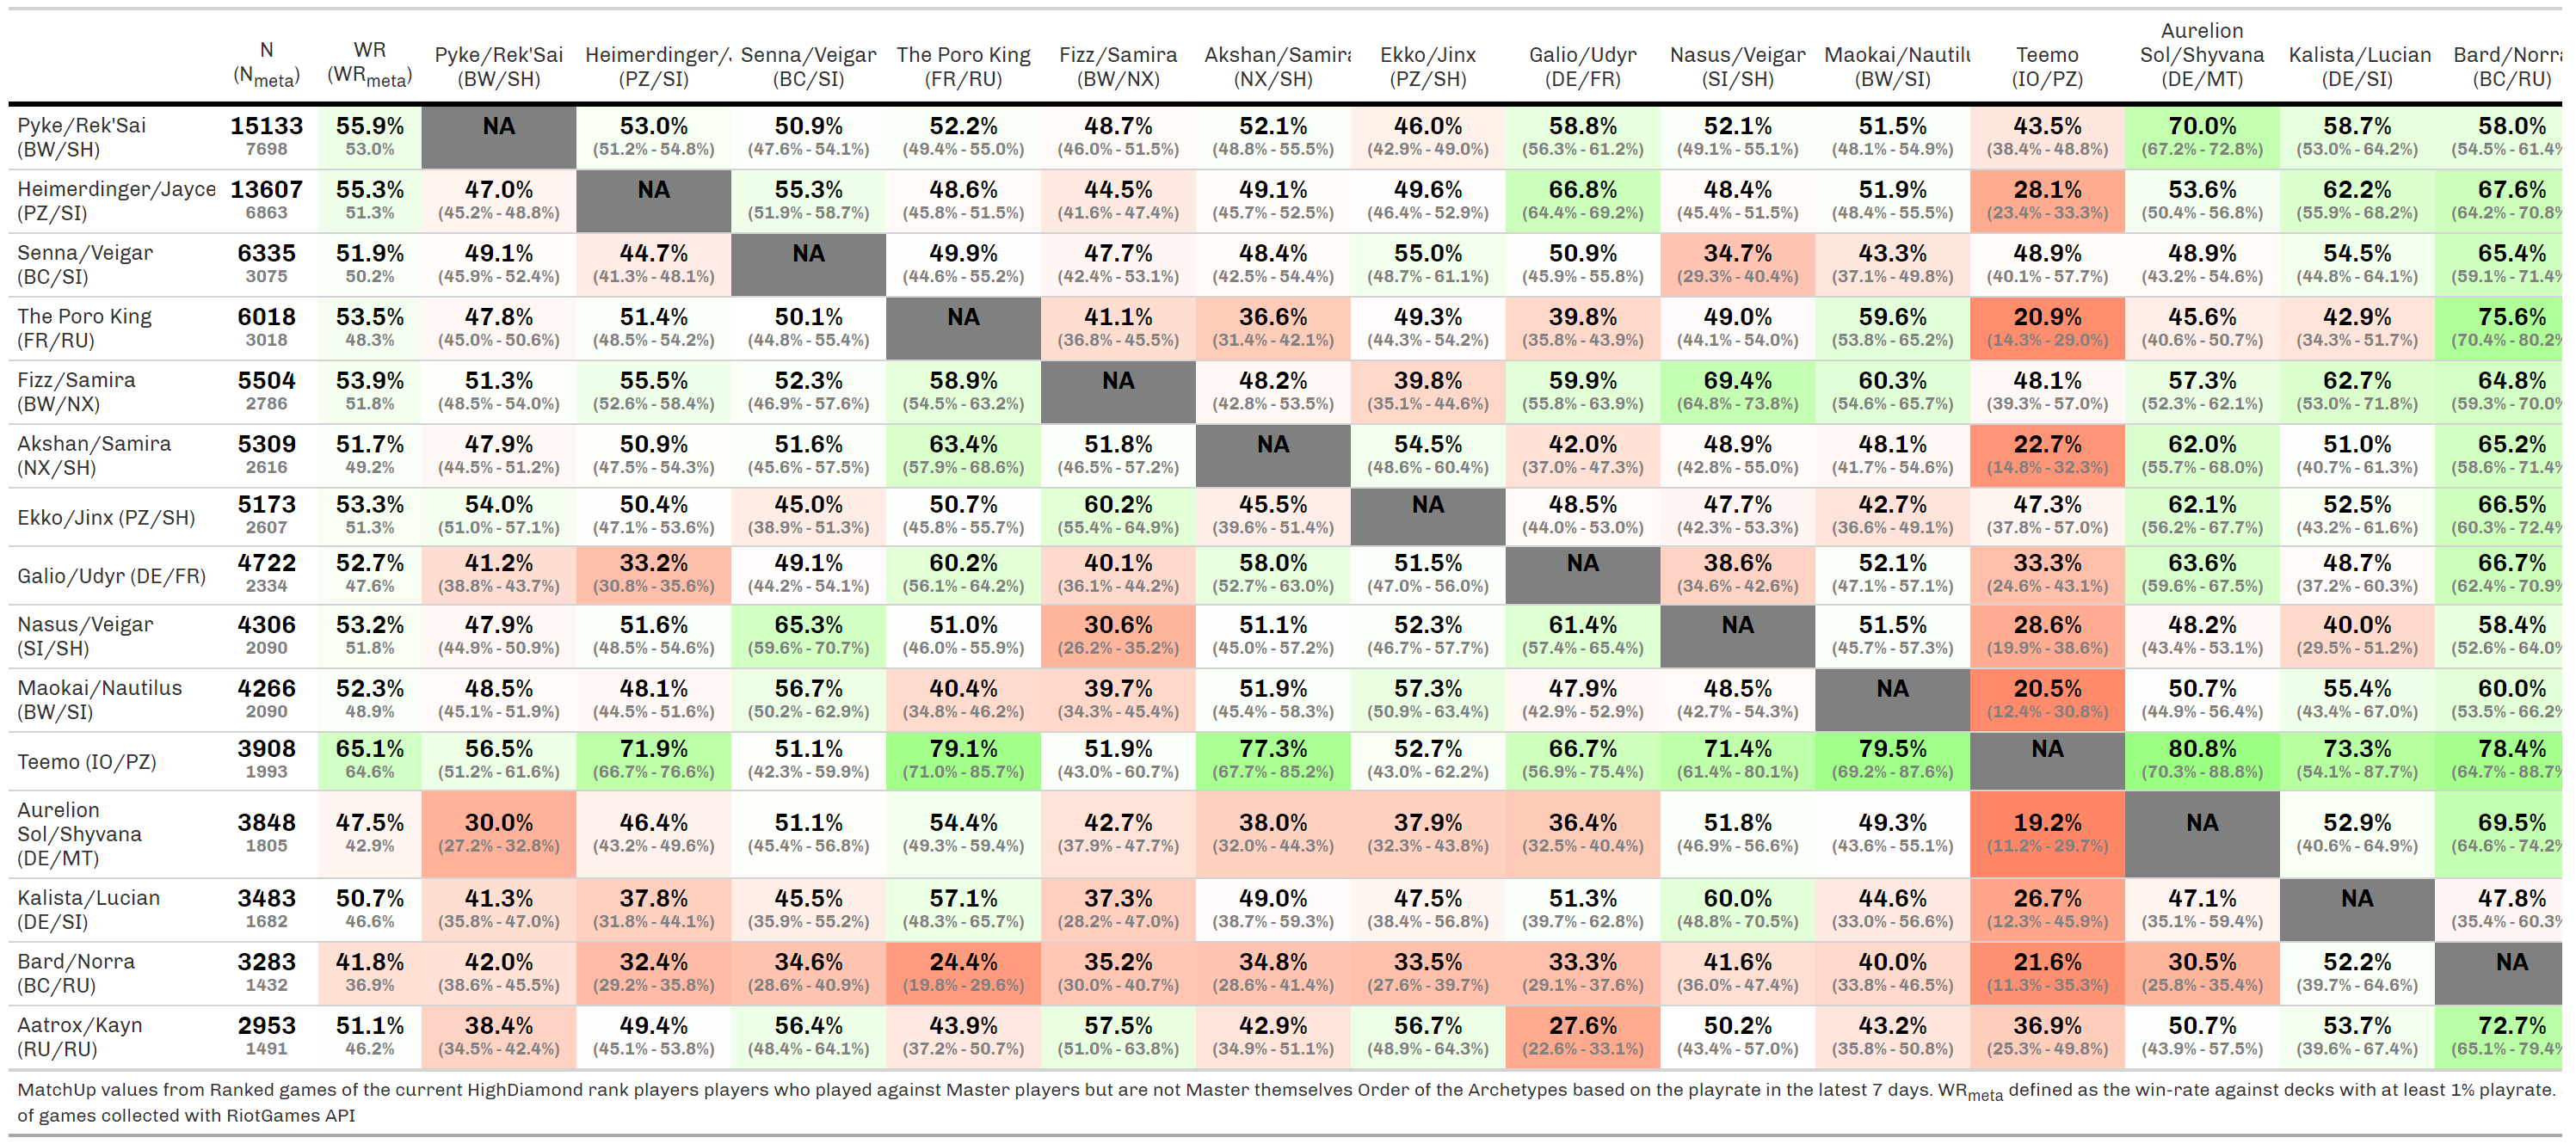 N (Nmeta) WR (WRmeta) Pyke/Rek'Sai (BW/SH) Heimerdinger/ (PZ/SI) Senna/Veigar (BC/SI) The Poro King (FR/RU) Fizz/Samira (BW/NX) Akshan/Samira (NX/SH) Ekko/Jinx (PZ/SH) Galio/Udyr (DE/FR) Nasus/Veigar (SI/SH) Maokai/Nautilu (BW/SI) Teemo (IO/PZ) Aurelion Sol/Shyvana (DE/MT) Kalista/Lucian (DE/SI) Bard/Norra (BC/RU)
Pyke/Rek'Sai 15133 55.9% NA 53.0% 50.9% 52.2% 48.7% 52.1% 46.0% 58.8% 52.1% 51.5% 43.5% 70.0% 58.7% 58.0%
(BW/SH) 7698 53.0% (51.2% - 54.8%) (47.6% - 54.1%) (49.4% - 55.0%) (46.0% - 51.5%) (48.8% - 55.5%) (42.9% - 49.0%) (56.3% - 61.2%) (49.1% - 55.1%) (48.1% - 54.9%) (38.4% - 48.8%) (67.2% - 72.8%) (53.0% - 64.2%) (54.5% - 61.4%
Heimerdinger/Jayce 13607 55.3% 47.0% NA 55.3% 48.6% 44.5% 49.1% 49.6% 66.8% 48.4% 51.9% 28.1% 53.6% 62.2% 67.6%
(PZ/SI) 6863 51.3% (45.2% - 48.8%) (51.9% - 58.7%) (45.8% - 51.5%) (41.6% - 47.4%) (45.7% - 52.5%) (46.4% - 52.9%) (64.4% - 69.2%) (45.4% - 51.5%) (48.4% - 55.5%) (23.4% - 33.3%) (50.4% - 56.8%) (55.9% - 68.2%) (64.2% - 70.8%
Senna/Veigar 6335 51.9% 49.1% 44.7% NA 49.9% 47.7% 48.4% 55.0% 50.9% 34.7% 43.3% 48.9% 48.9% 54.5% 65.4%
(BC/SI) 3075 50.2% (45.9% - 52.4%) (41.3% - 48.1%) (44.6% - 55.2%) (42.4% - 53.1%) (42.5% - 54.4%) (48.7% - 61.1%) (45.9% - 55.8%) (29.3% - 40.4%) (37.1% - 49.8%) (40.1% - 57.7%) (43.2% - 54.6%) (44.8% - 64.1%) (59.1% - 71.4%
The Poro King 6018 53.5% 47.8% 51.4% 50.1% NA 41.1% 36.6% 49.3% 39.8% 49.0% 59.6% 20.9% 45.6% 42.9% 75.6%
(FR/RU) 3018 48.3% (45.0% - 50.6%) (48.5% - 54.2%) (44.8% - 55.4%) (36.8% - 45.5%) (31.4% - 42.1%) (44.3% - 54.2%) (35.8% - 43.9%) (44.1% - 54.0%) (53.8% - 65.2%) (14.3% - 29.0%) (40.6% - 50.7%) (34.3% - 51.7%) (70.4% - 80.2%
Fizz/Samira 5504 53.9% 51.3% 55.5% 52.3% 58.9% NA 48.2% 39.8% 59.9% 69.4% 60.3% 48.1% 57.3% 62.7% 64.8%
(BW/NX) 2786 51.8% (48.5% - 54.0%) (52.6% - 58.4%) (46.9% - 57.6%) (54.5% - 63.2%) (42.8% - 53.5%) (35.1% - 44.6%) (55.8% - 63.9%) (64.8% - 73.8%) (54.6% - 65.7%) (39.3% - 57.0%) (52.3% - 62.1%) (53.0% - 71.8%) (59.3% - 70.0%
Akshan/Samira 5309 51.7% 47.9% 50.9% 51.6% 63.4% 51.8% NA 54.5% 42.0% 48.9% 48.1% 22.7% 62.0% 51.0% 65.2%
(NX/SH) 2616 49.2% (44.5% - 51.2%) (47.5% - 54.3%) (45.6% - 57.5%) (57.9% - 68.6%) (46.5% - 57.2%) (48.6% - 60.4%) (37.0% - 47.3%) (42.8% - 55.0%) (41.7% - 54.6%) (14.8% - 32.3%) (55.7% - 68.0%) (40.7% - 61.3%) (58.6% - 71.4%
Ekko/Jinx (PZ/SH) 5173 53.3% 54.0% 50.4% 45.0% 50.7% 60.2% 45.5% NA 48.5% 47.7% 42.7% 47.3% 62.1% 52.5% 66.5%
2607 51.3% (51.0% - 57.1%) (47.1% - 53.6%) (38.9% - 51.3%) (45.8% - 55.7%) (55.4% - 64.9%) (39.6% - 51.4%) (44.0% - 53.0%) (42.3% - 53.3%) (36.6% - 49.1%) (37.8% - 57.0%) (56.2% - 67.7%) (43.2% - 61.6%) (60.3% - 72.4%
Galio/Udyr (DE/FR) 4722 52.7% 41.2% 33.2% 49.1% 60.2% 40.1% 58.0% 51.5% NA 38.6% 52.1% 33.3% 63.6% 48.7% 66.7%
2334 47.6% (38.8% - 43.7%) (30.8% - 35.6%) (44.2% - 54.1%) (56.1% - 64.2%) (36.1% - 44.2%) (52.7% - 63.0%) (47.0% - 56.0%) (34.6% - 42.6%) (47.1% - 57.1%) (24.6% - 43.1%) (59.6% - 67.5%) (37.2% - 60.3%) (62.4% - 70.9%
Nasus/Veigar 4306 53.2% 47.9% 51.6% 65.3% 51.0% 30.6% 51.1% 52.3% 61.4% NA 51.5% 28.6% 48.2% 40.0% 58.4%
(SI/SH) 2090 51.8% (44.9% - 50.9%) (48.5% - 54.6%) (59.6% - 70.7%) (46.0% - 55.9%) (26.2% - 35.2%) (45.0% - 57.2%) (46.7% - 57.7%) (57.4% - 65.4%) (45.7% - 57.3%) (19.9% - 38.6%) (43.4% - 53.1%) (29.5% - 51.2%) (52.6% - 64.0%
Maokai/Nautilus 4266 52.3% 48.5% 48.1% 56.7% 40.4% 39.7% 51.9% 57.3% 47.9% 48.5% NA 20.5% 50.7% 55.4% 60.0%
(BW/SI) 2090 48.9% (45.1% - 51.9%) (44.5% - 51.6%) (50.2% - 62.9%) (34.8% - 46.2%) (34.3% - 45.4%) (45.4% - 58.3%) (50.9% - 63.4%) (42.9% - 52.9%) (42.7% - 54.3%) (12.4% - 30.8%) (44.9% - 56.4%) (43.4% - 67.0%) (53.5% - 66.2%
Teemo (IO/PZ) 3908 65.1% 56.5% 71.9% 51.1% 79.1% 51.9% 77.3% 52.7% 66.7% 71.4% 79.5% NA 80.8% 73.3% 78.4%
1993 64.6% (51.2% - 61.6%) (66.7% - 76.6%) (42.3% - 59.9%) (71.0% - 85.7%) (43.0% - 60.7%) (67.7% - 85.2%) (43.0% - 62.2%) (56.9% - 75.4%) (61.4% - 80.1%) (69.2% - 87.6%) (70.3% - 88.8%) (54.1% - 87.7%) (64.7% - 88.7%
Aurelion Sol/Shyvana 3848 47.5% 30.0% 46.4% 51.1% 54.4% 42.7% 38.0% 37.9% 36.4% 51.8% 49.3% 19.2% NA 52.9% 69.5%
(DE/MT) 1805 42.9% (27.2% - 32.8%) (43.2% - 49.6%) (45.4% - 56.8%) (49.3% - 59.4%) (37.9% - 47.7%) (32.0% - 44.3%) (32.3% - 43.8%) (32.5% - 40.4%) (46.9% - 56.6%) (43.6% - 55.1%) (11.2% - 29.7%) (40.6% - 64.9%) (64.6% - 74.2%
Kalista/Lucian 3483 50.7% 41.3% 37.8% 45.5% 57.1% 37.3% 49.0% 47.5% 51.3% 60.0% 44.6% 26.7% 47.1% NA 47.8%
(DE/SI) 1682 46.6% (35.8% - 47.0%) (31.8% - 44.1%) (35.9% - 55.2%) (48.3% - 65.7%) (28.2% - 47.0%) (38.7% - 59.3%) (38.4% - 56.8%) (39.7% - 62.8%) (48.8% - 70.5%) (33.0% - 56.6%) (12.3% - 45.9%) (35.1% - 59.4%) (35.4% - 60.3%
Bard/Norra 3283 41.8% 42.0% 32.4% 34.6% 24.4% 35.2% 34.8% 33.5% 33.3% 41.6% 40.0% 21.6% 30.5% 52.2% NA
(BC/RU) 1432 36.9% (38.6% - 45.5%) (29.2% - 35.8%) (28.6% - 40.9%) (19.8% - 29.6%) (30.0% - 40.7%) (28.6% - 41.4%) (27.6% - 39.7%) (29.1% - 37.6%) (36.0% - 47.4%) (33.8% - 46.5%) (11.3% - 35.3%) (25.8% - 35.4%) (39.7% - 64.6%)
Aatrox/Kayn 2953 51.1% 38.4% 49.4% 56.4% 43.9% 57.5% 42.9% 56.7% 27.6% 50.2% 43.2% 36.9% 50.7% 53.7% 72.7%
(RU/RU) 1491 46.2% (34.5% - 42.4%) (45.1% - 53.8%) (48.4% - 64.1%) (37.2% - 50.7%) (51.0% - 63.8%) (34.9% - 51.1%) (48.9% - 64.3%) (22.6% - 33.1%) (43.4% - 57.0%) (35.8% - 50.8%) (25.3% - 49.8%) (43.9% - 57.5%) (39.6% - 67.4%) (65.1% - 79.4%
MatchUp values from Ranked games of the current HighDiamond rank players players who played against Master players but are not Master themselves Order of the Archetypes based on the playrate in the latest 7 days. WRmeta defined as the win-rate against decks with at least 1% playrate.
of games collected with RiotGames API